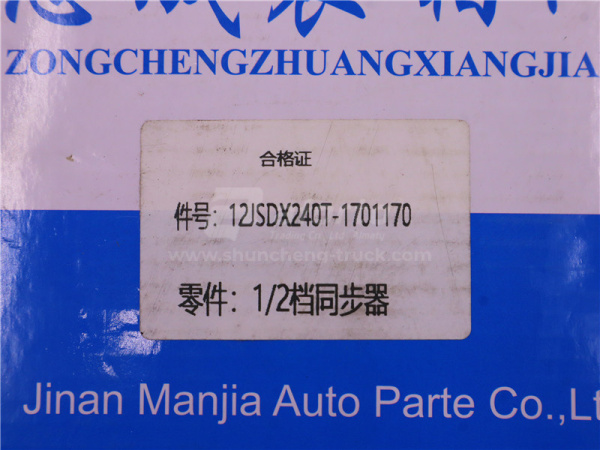 ZONGCHENGZHUANGXIANGJIA
合格证
件号: 12JSDX240T-1701170
www.shuncheng-truck.com
零件: 1/2档同步器
Jinan Manjia Auto Parte Co.,Lt